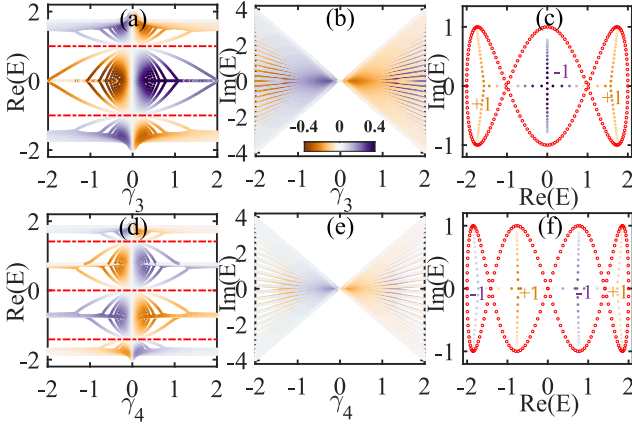 (a) (b) (c)
Re(E) 2 0 -2
-2 -1 0 1 2
γ3
Im(E) 4 2 0 -2 -4
-0.4 0 0.4
-2 -1 0 1 2
γ3
Im(E) 1 0 -1
+1 -1 +1
-2 -1 0 1 2
Re(E)
(d) (e) (f)
Re(E) 2 0 -2
-2 -1 0 1 2
γ4
Im(E) 4 2 0 -2 -4
-2 -1 0 1 2
γ4
Im(E) 1 0 -1
-1 +1 -1 +1
-2 -1 0 1 2
Re(E)